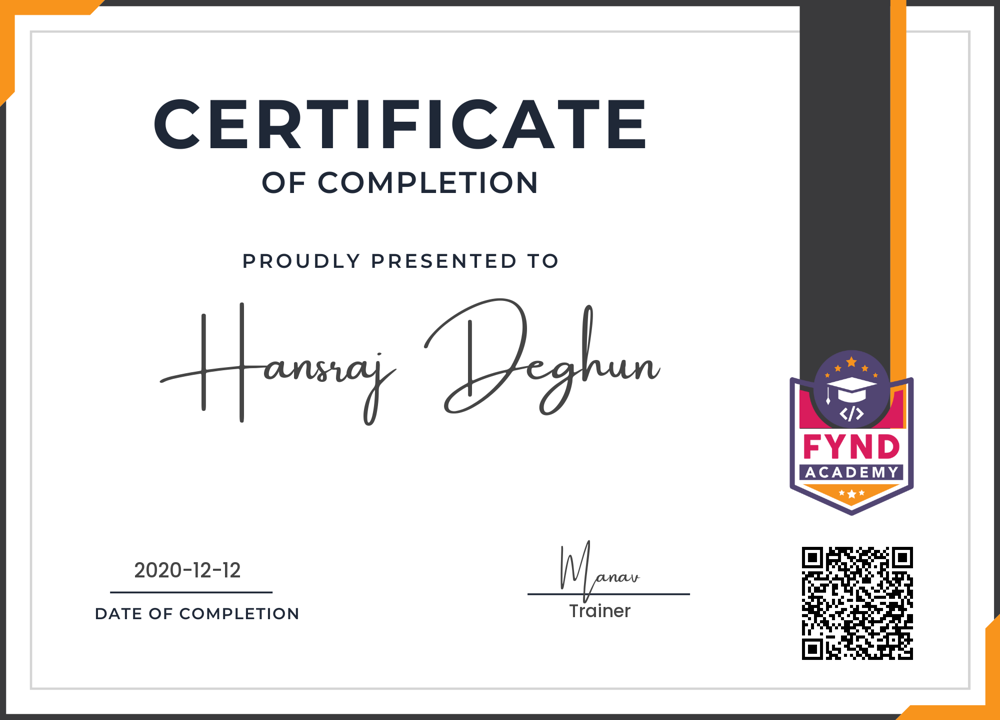 CERTIFICATE
OF COMPLETION
PROUDLY PRESENTED TO
Hansraj Deghun
</>
FYND
ACADEMY
2020-12-12
DATE OF COMPLETION
Manav
Trainer